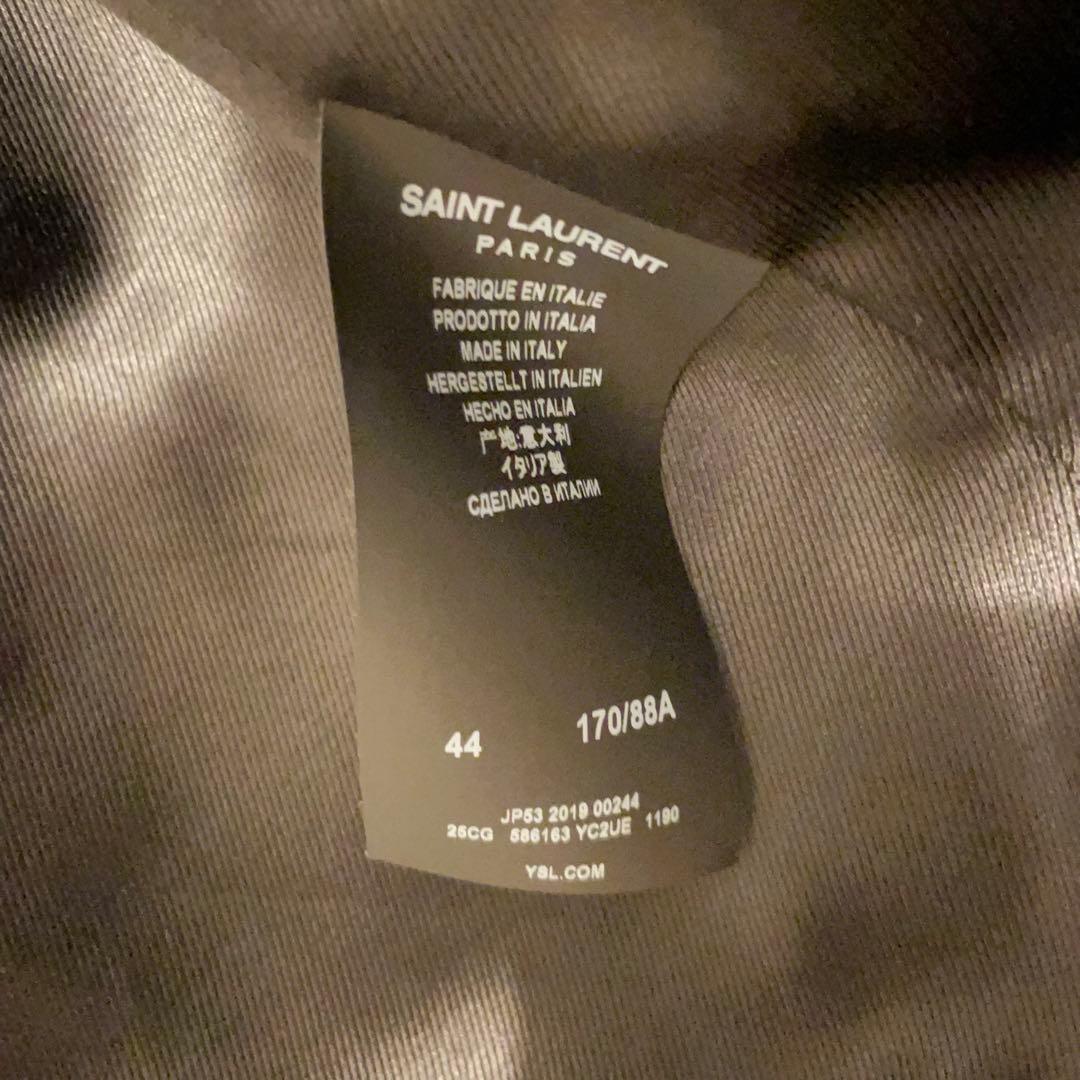 SAINT LAURENT
PARIS
FABRIQUE EN ITALIE
PRODOTTO IN ITALIA
MADE IN ITALY
HERGESTELLT IN ITALIEN
HECHO EN ITALIA
产地:意大利
イタリア製
СДЕЛАНО В ИТАЛИИ
44 170/88A
JP53 2019 00244
25CG 586163 YC2UE 1190
YSL.COM